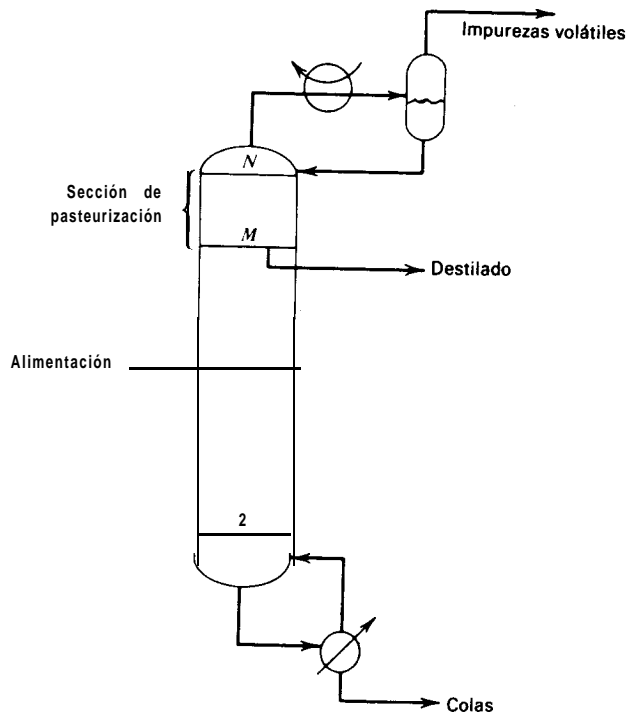 Impurezas volátiles
N
Sección de
pasteurización
M
Destilado
Alimentación
2
Colas